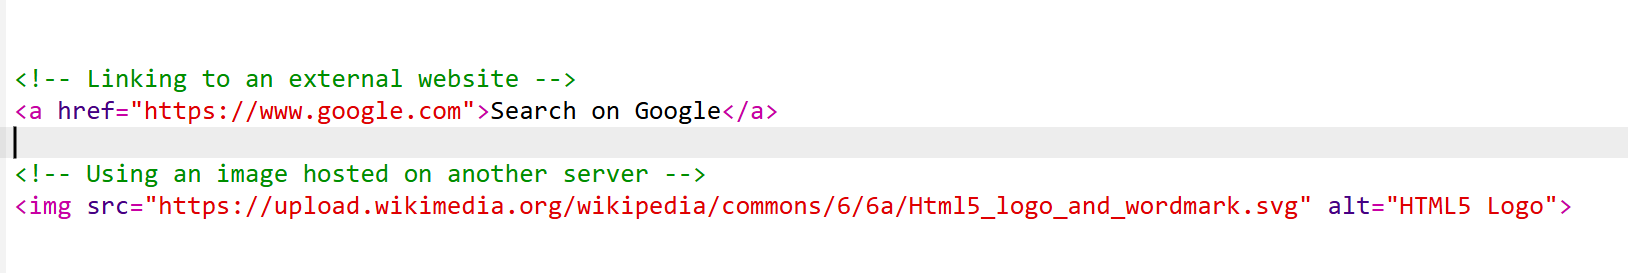 <!-- Linking to an external website -->
<a href="https://www.google.com">Search on Google</a>
<!-- Using an image hosted on another server -->
<img src="https://upload.wikimedia.org/wikipedia/commons/6/6a/Html5_logo_and_wordmark.svg" alt="HTML5 Logo">